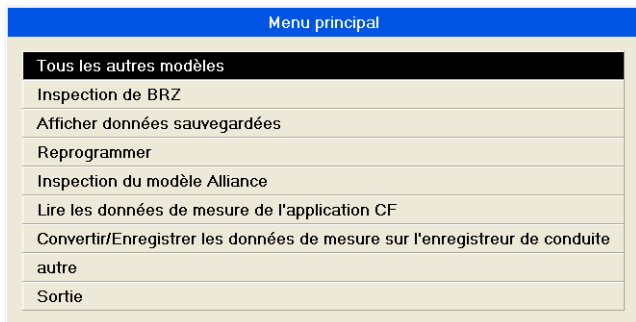 Menu principal
Tous les autres modèles
Inspection de BRZ
Afficher données sauvegardées
Reprogrammer
Inspection du modèle Alliance
Lire les données de mesure de l'application CF
Convertir/Enregistrer les données de mesure sur l'enregistreur de conduite
autre
Sortie